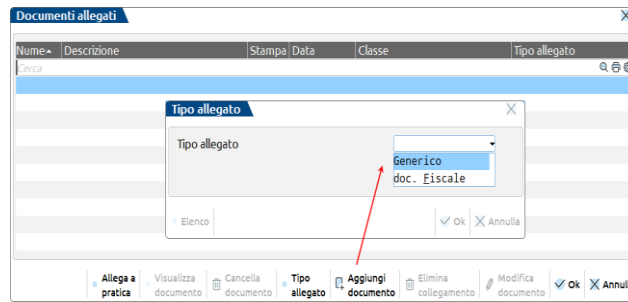 Documenti allegati
Nume Descrizione Stampa Data Classe Tipo allegato
Cerca
Tipo allegato
Tipo allegato
Generico
doc. Fiscale
Elenco Ok Annulla
Allega a pratica Visualizza documento Cancella documento Tipo allegato Aggiungi documento Elimina collegamento Modifica documento Ok Annul